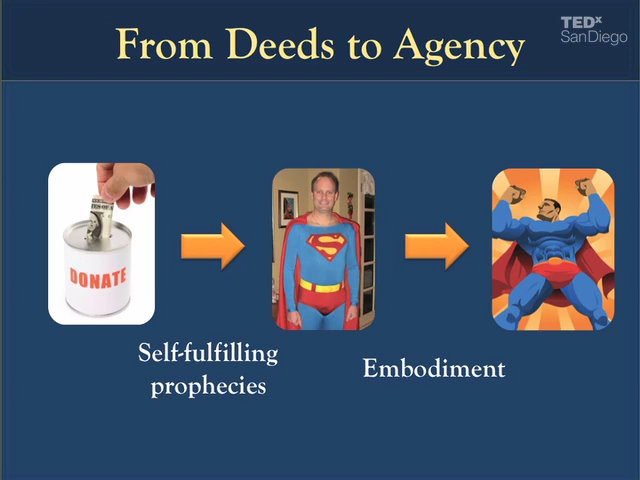 From Deeds to Agency
TEDx
SanDiego
DONATE
S
Self-fulfilling
prophecies
Embodiment